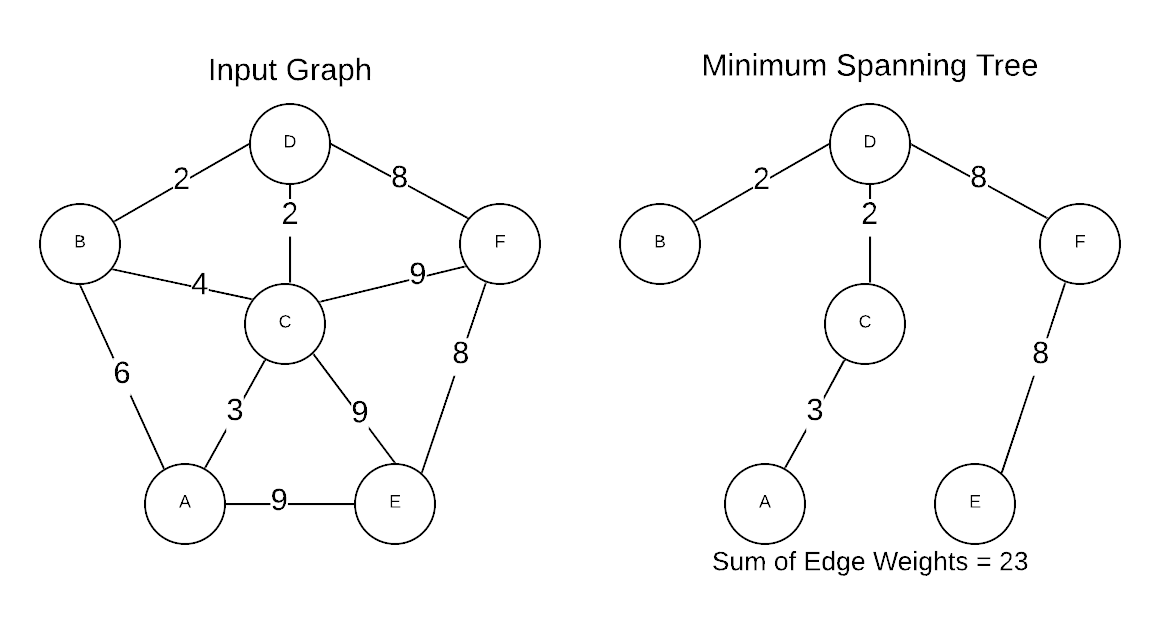 Input Graph
D
2
8
2
B
F
4
9
C
6
8
3
9
A
9
E
Minimum Spanning Tree
D
2
8
2
B
F
C
8
3
A
E
Sum of Edge Weights = 23